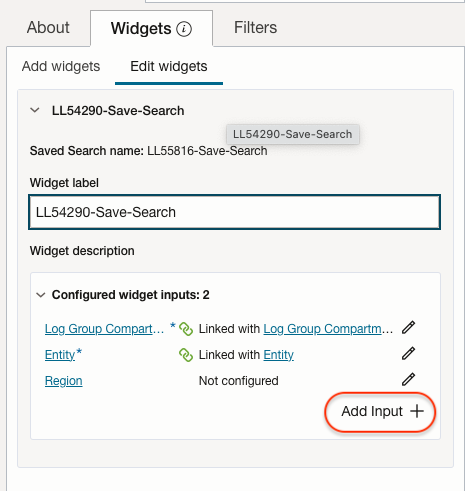 About Widgets Filters
Add widgets Edit widgets
LL54290-Save-Search
LL54290-Save-Search
Saved Search name: LL55816-Save-Search
Widget label
LL54290-Save-Search
Widget description
Configured widget inputs: 2
Log Group Compart... * Linked with Log Group Compartm...
Entity* Linked with Entity
Region Not configured
Add Input +